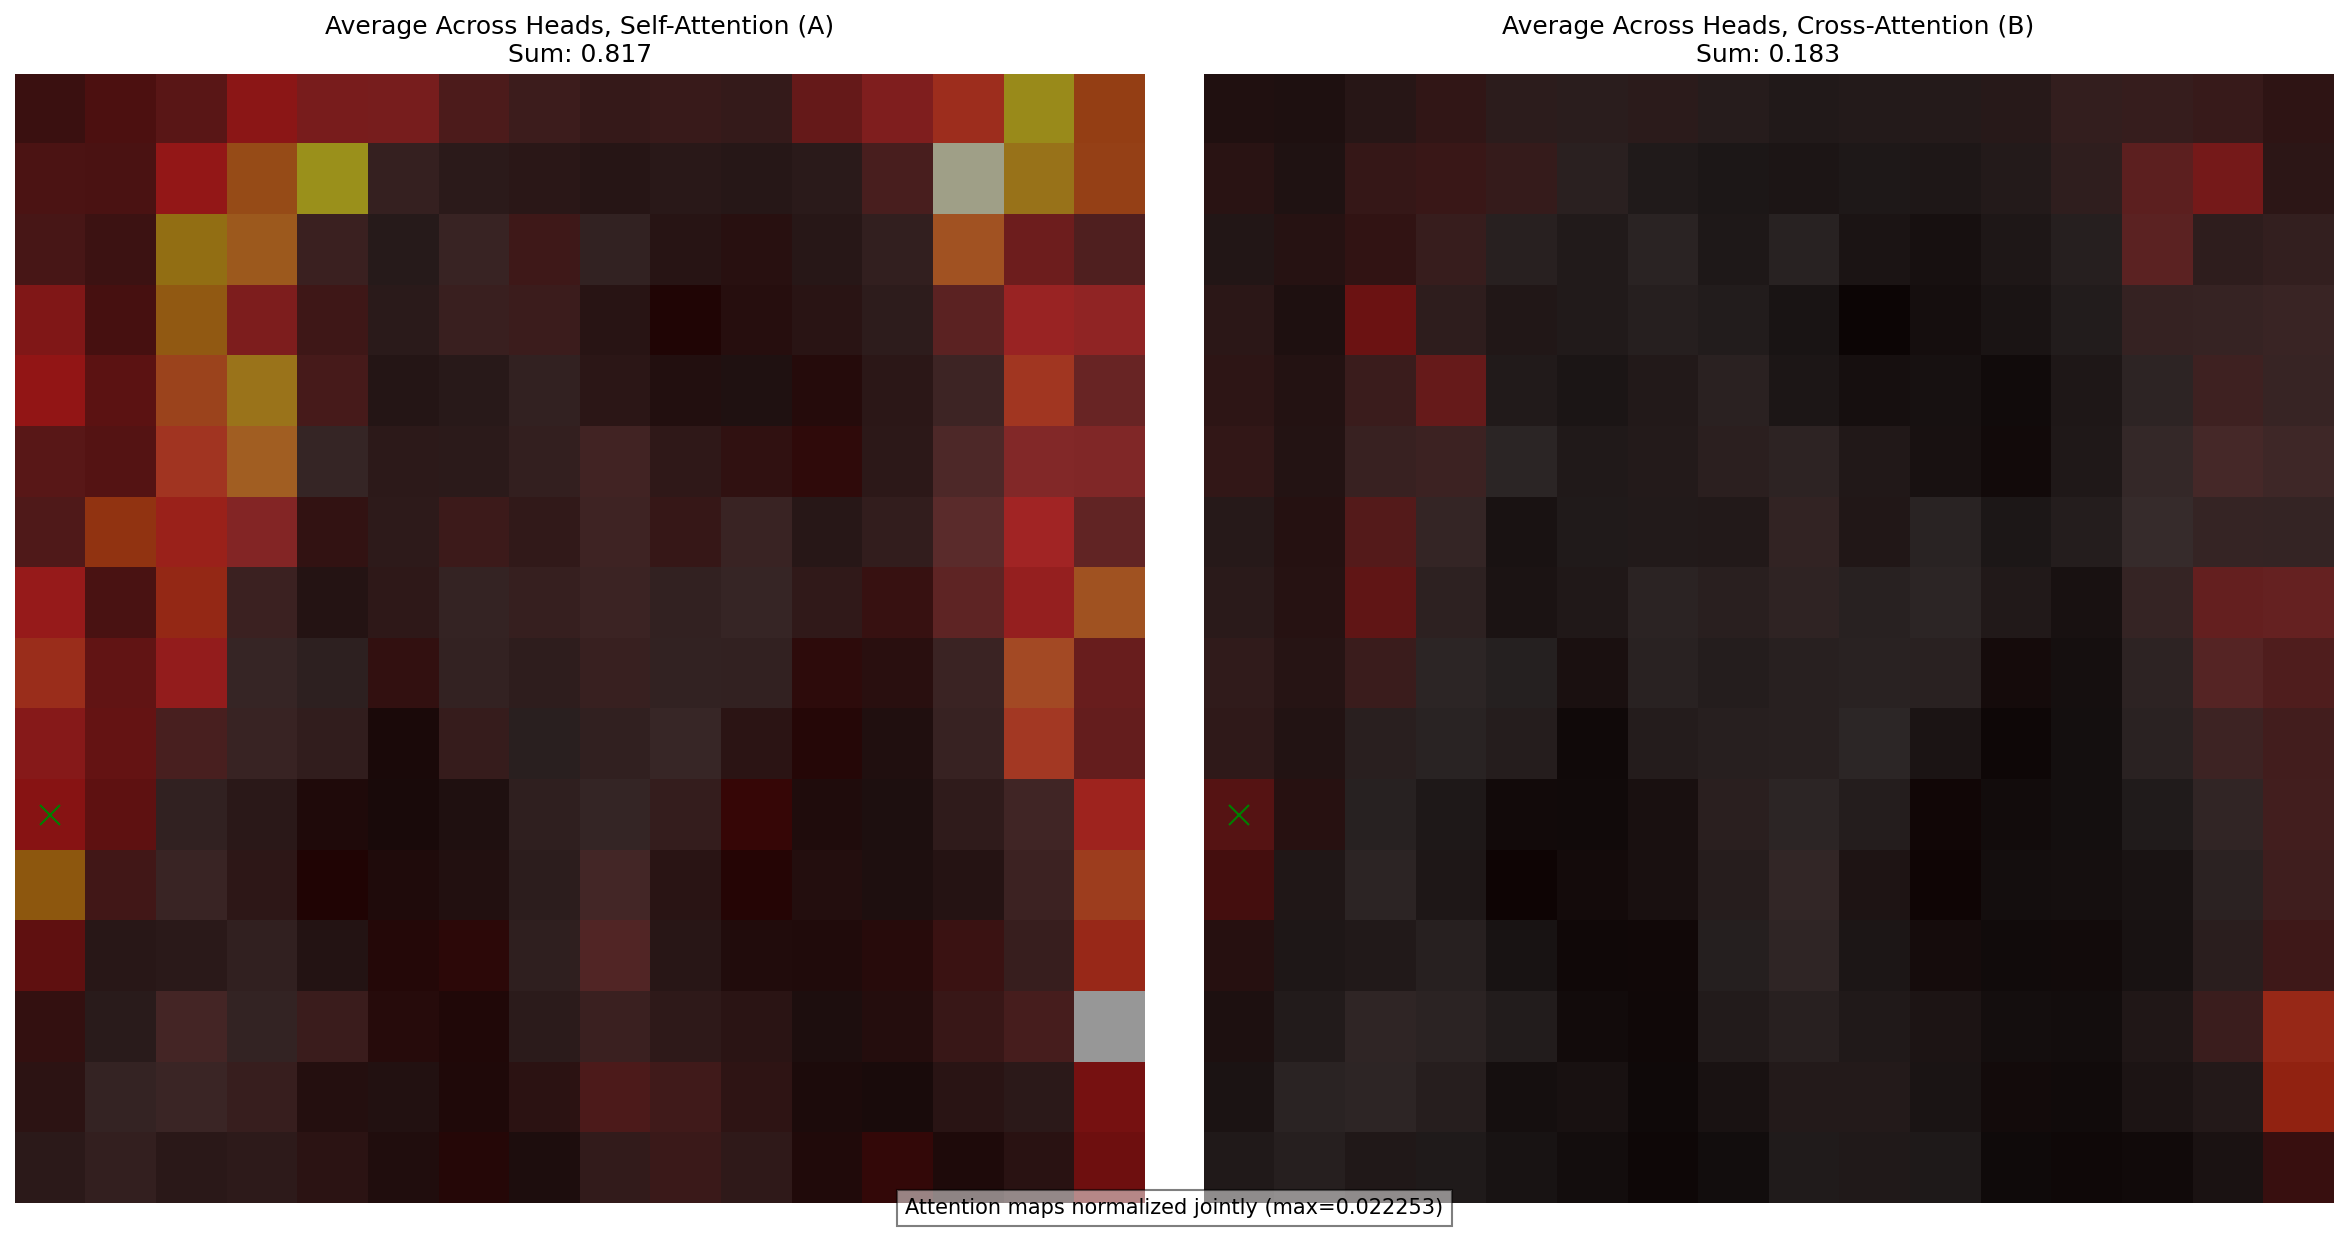 Average Across Heads, Self-Attention (A)
Sum: 0.817
Average Across Heads, Cross-Attention (B)
Sum: 0.183
Attention maps normalized jointly (max=0.022253)